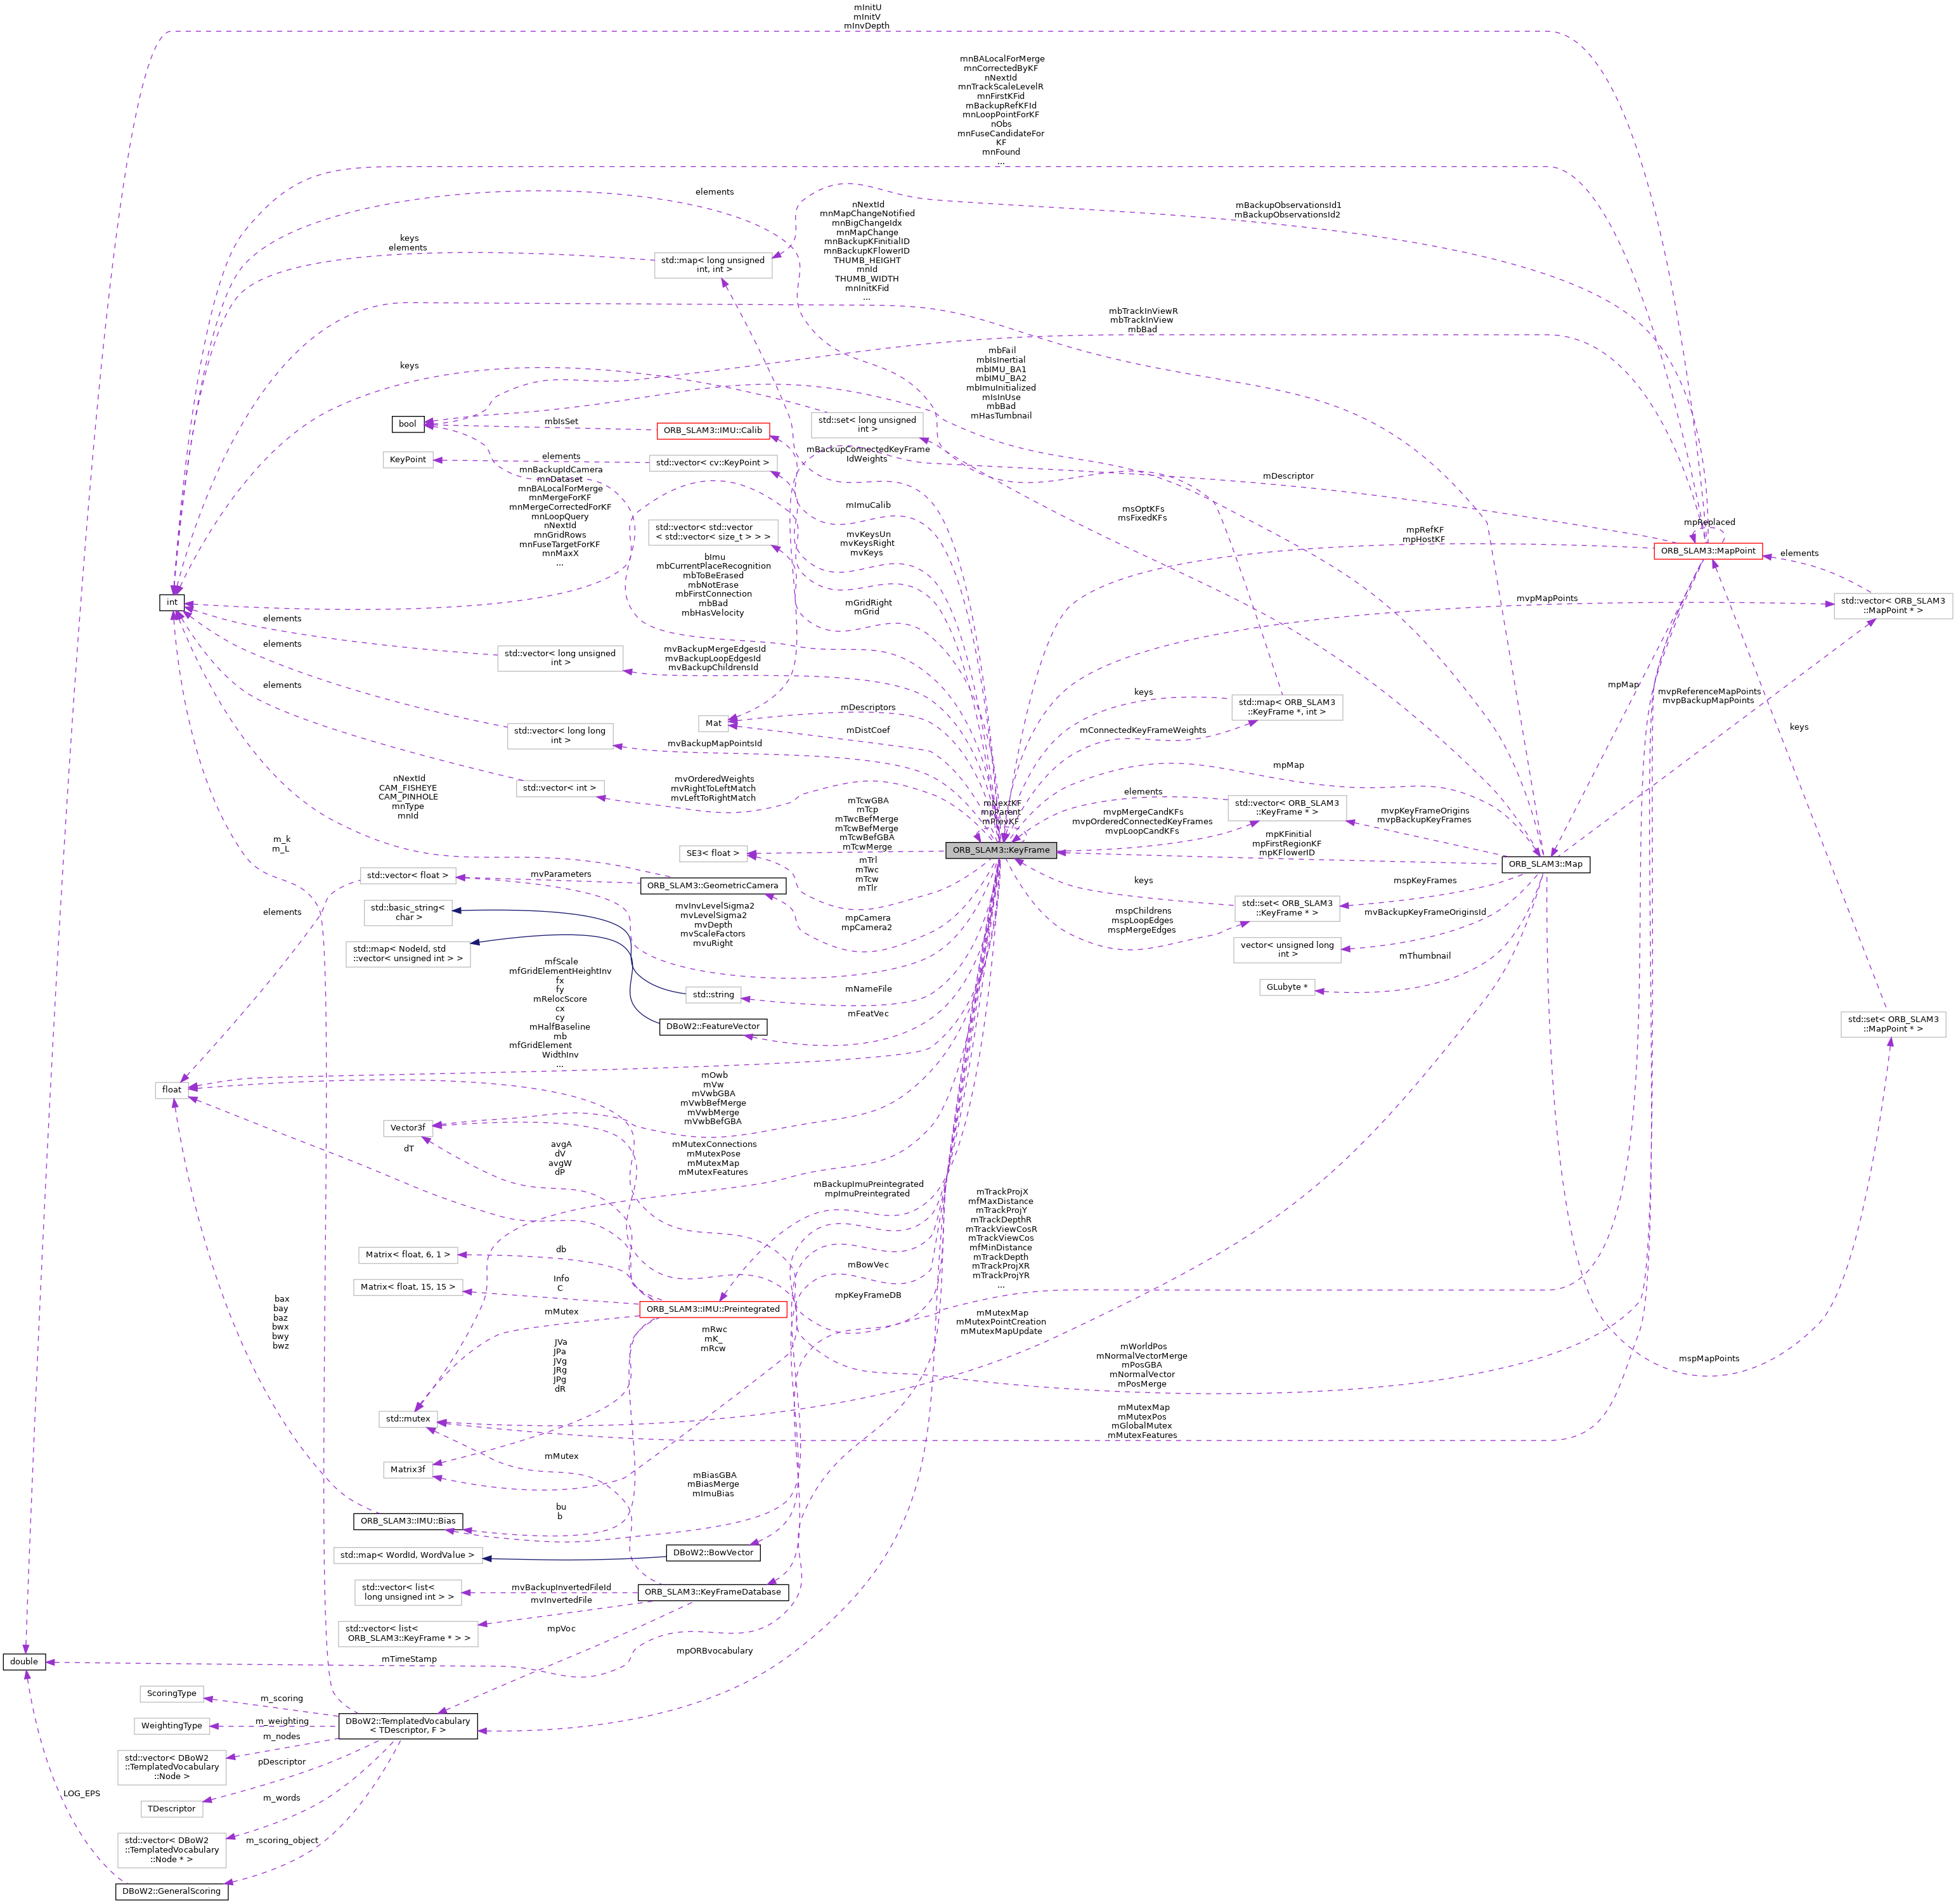 mInitU
mInitV
mInvDepth
mnBALocalForMerge
mnCorrectedByKF
nNextId
mnTrackScaleLevelR
mnFirstKFid
mBackupRefKFId
mnLoopPointForKF
nObs
mnFuseCandidateFor
KF
mnFound
...
elements
mBackupObservationsId1
mBackupObservationsId2
nNextId
mnMapChangeNotified
mnBigChangeIdx
mnMapChange
mnBackupKFinitialID
mnBackupKFlowerID
THUMB_HEIGHT
mnId
THUMB_WIDTH
mnInitKFid
...
keys
elements
std::map< long unsigned
int, int >
mbTrackInViewR
mbTrackInView
mbBad
mbFail
mbIsInertial
mbIMU_BA1
mbIMU_BA2
mbImuInitialized
mIsInUse
mbBad
mHasTumbnail
keys
bool
mbIsSet
ORB_SLAM3::IMU::Calib
std::set< long unsigned
int >
KeyPoint
elements
std::vector< cv::KeyPoint >
mBackupConnectedKeyFrame
IdWeights
mDescriptor
mnBackupIdCamera
mnDataset
mnBALocalForMerge
mnMergeForKF
mnMergeCorrectedForKF
mnLoopQuery
nNextId
mnGridRows
mnFuseTargetForKF
mnMaxX
...
mImuCalib
msOptKFs
msFixedKFs
mpReplaced
std::vector< std::vector
< std::vector< size_t > > >
mvKeysUn
mvKeysRight
mvKeys
mpRefKF
mpHostKF
ORB_SLAM3::MapPoint
elements
bImu
mbCurrentPlaceRecognition
mbToBeErased
mbNotErase
mbFirstConnection
mbBad
mbHasVelocity
int
mGridRight
mGrid
mvpMapPoints
std::vector< ORB_SLAM3
::MapPoint * >
elements
elements
std::vector< long unsigned
int >
mvBackupMergeEdgesId
mvBackupLoopEdgesId
mvBackupChildrensId
elements
mpMap
mvpReferenceMapPoints
mvpBackupMapPoints
keys
std::map< ORB_SLAM3
::KeyFrame *, int >
mDescriptors
Mat
mDistCoef
mConnectedKeyFrameWeights
keys
std::vector< long long
int >
mvBackupMapPointsId
mpMap
nNextId
CAM_FISHEYE
CAM_PINHOLE
mnType
mnId
std::vector< int >
mvOrderedWeights
mvRightToLeftMatch
mvLeftToRightMatch
elements
std::vector< ORB_SLAM3
::KeyFrame * >
mvpKeyFrameOrigins
mvpBackupKeyFrames
mTcwGBA
mTcp
mTwcBefMerge
mTcwBefMerge
mTcwBefGBA
mTcwMerge
mNextKF
mpParent
mPrevKF
mvpMergeCandKFs
mvpOrderedConnectedKeyFrames
mvpLoopCandKFs
mpKFinitial
mpFirstRegionKF
mpKFlowerID
m_k
m_L
SE3< float >
ORB_SLAM3::KeyFrame
ORB_SLAM3::Map
mTrl
mTwc
mTcw
mTlr
std::vector< float >
mvParameters
ORB_SLAM3::GeometricCamera
keys
mspKeyFrames
elements
std::basic_string<
char >
mvInvLevelSigma2
mvLevelSigma2
mvDepth
mvScaleFactors
mvuRight
mpCamera
mpCamera2
mspChildrens
mspLoopEdges
mspMergeEdges
std::set< ORB_SLAM3
::KeyFrame * >
mvBackupKeyFrameOriginsId
std::map< NodeId, std
::vector< unsigned int > >
vector< unsigned long
int >
mThumbnail
mfScale
mfGridElementHeightInv
fx
fy
mRelocScore
cx
cy
mHalfBaseline
mb
mfGridElement
WidthInv
...
std::string
mNameFile
GLubyte *
DBoW2::FeatureVector
mFeatVec
std::set< ORB_SLAM3
::MapPoint * >
float
mOwb
mVw
mVwbGBA
mVwbBefMerge
mVwbMerge
mVwbBefGBA
Vector3f
dT
avgA
dV
avgW
dP
mMutexConnections
mMutexPose
mMutexMap
mMutexFeatures
mBackupImuPreintegrated
mpImuPreintegrated
mTrackProjX
mfMaxDistance
mTrackProjY
mTrackDepthR
mTrackViewCosR
mTrackViewCos
mfMinDistance
mTrackDepth
mTrackProjXR
mTrackProjYR
...
Matrix< float, 6, 1 >
db
mBowVec
Matrix< float, 15, 15 >
Info
C
mpKeyFrameDB
bax
bay
baz
bwx
bwy
bwz
mMutex
ORB_SLAM3::IMU::Preintegrated
mMutexMap
mMutexPointCreation
mMutexMapUpdate
JVa
JPa
JVg
JRg
JPg
dR
mRwc
mK_
mRcw
mWorldPos
mNormalVectorMerge
mPosGBA
mNormalVector
mPosMerge
mspMapPoints
std::mutex
mMutexMap
mMutexPos
mGlobalMutex
mMutexFeatures
Matrix3f
mMutex
mBiasGBA
mBiasMerge
mImuBias
ORB_SLAM3::IMU::Bias
bu
b
std::map< WordId, WordValue >
DBoW2::BowVector
std::vector< list<
long unsigned int > >
mvBackupInvertedFileId
ORB_SLAM3::KeyFrameDatabase
mvInvertedFile
std::vector< list<
ORB_SLAM3::KeyFrame * > >
mpVoc
mpORBvocabulary
double
mTimeStamp
ScoringType
m_scoring
WeightingType
m_weighting
DBoW2::TemplatedVocabulary
< TDescriptor, F >
m_nodes
std::vector< DBoW2
::TemplatedVocabulary
::Node >
pDescriptor
LOG_EPS
TDescriptor
m_words
std::vector< DBoW2
::TemplatedVocabulary
::Node * >
m_scoring_object
DBoW2::GeneralScoring